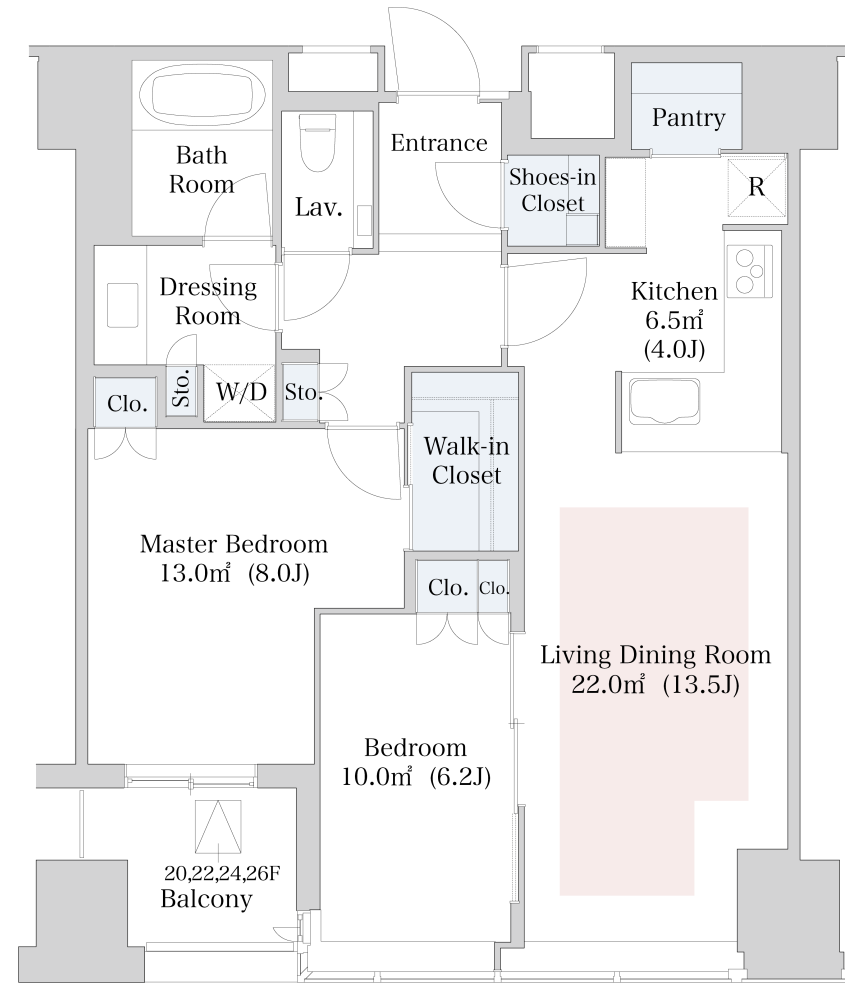 Entrance
Pantry
Bath
Room
Lav.
Shoes-in
Closet
R
Dressing
Room
Kitchen
6.5㎡
(4.0J)
Clo.
Sto.
W/D
Sto.
Walk-in
Closet
Master Bedroom
13.0㎡ (8.0J)
Clo.
Clo.
Living Dining Room
22.0㎡ (13.5J)
Bedroom
10.0㎡ (6.2J)
20,22,24,26F
Balcony